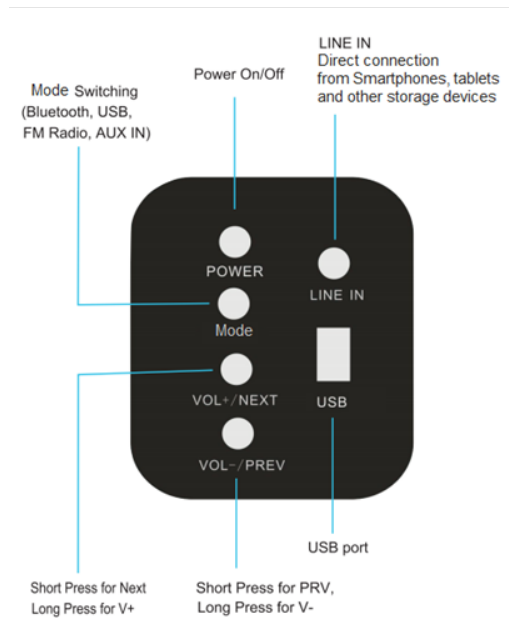 LINE IN
Direct connection
from Smartphones, tablets
and other storage devices
Power On/Off
Mode Switching
(Bluetooth, USB,
FM Radio, AUX IN)
POWER
LINE IN
Mode
VOL+/NEXT
USB
VOL-/PREV
USB port
Short Press for Next
Long Press for V+
Short Press for PRV,
Long Press for V-